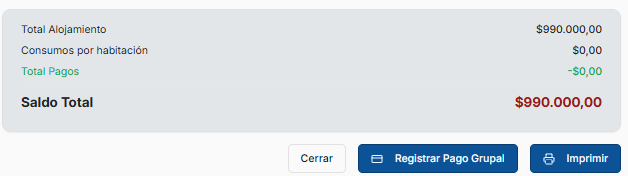 Total Alojamiento $990.000,00
Consumos por habitación $0,00
Total Pagos -$0,00
Saldo Total $990.000,00
Cerrar Registrar Pago Grupal Imprimir